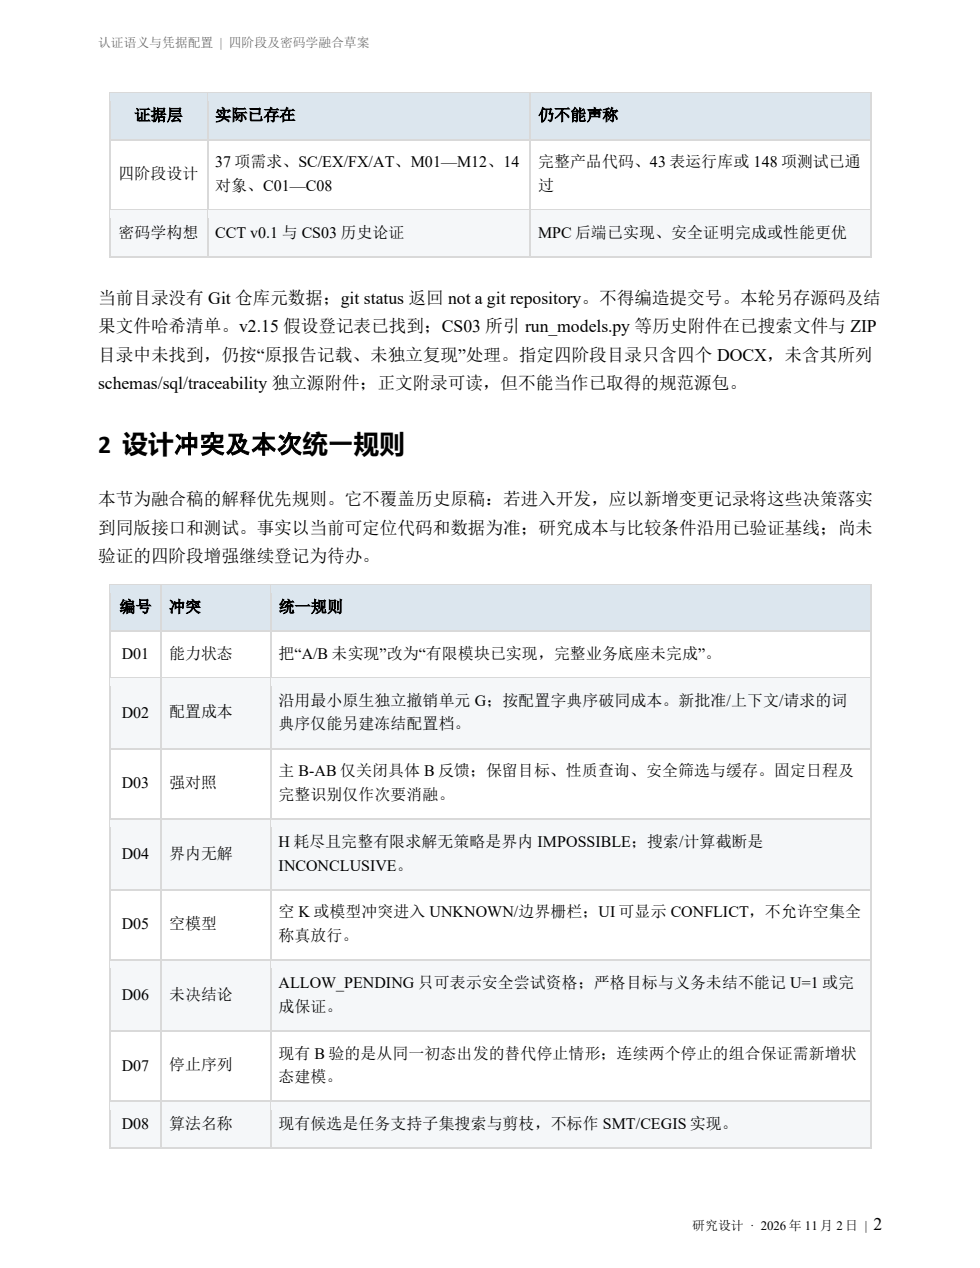 认证语义与凭据配置 | 四阶段及密码学融合草案
证据层 实际已存在 仍不能声称
四阶段设计 37 项需求、SC/EX/FX/AT、M01—M12、14 对象、C01—C08 完整产品代码、43 表运行库或 148 项测试已通过
密码学构想 CCT v0.1 与 CS03 历史论证 MPC 后端已实现、安全证明完成或性能更优
当前目录没有 Git 仓库元数据；git status 返回 not a git repository。不得编造提交号。本轮另存源码及结
果文件哈希清单。v2.15 假设登记表已找到；CS03 所引 run_models.py 等历史附件在已搜索文件与 ZIP
目录中未找到，仍按“原报告记载、未独立复现”处理。指定四阶段目录只含四个 DOCX，未含其所列
schemas/sql/traceability 独立源附件；正文附录可读，但不能当作已取得的规范源包。
2 设计冲突及本次统一规则
本节为融合稿的解释优先规则。它不覆盖历史原稿：若进入开发，应以新增变更记录将这些决策落实
到同版接口和测试。事实以当前可定位代码和数据为准；研究成本与比较条件沿用已验证基线；尚未
验证的四阶段增强继续登记为待办。
编号 冲突 统一规则
D01 能力状态 把“A/B 未实现”改为“有限模块已实现，完整业务底座未完成”。
D02 配置成本 沿用最小原生独立撤销单元 G；按配置字典序破同成本。新批准/上下文/请求的词
典序仅能另建冻结配置档。
D03 强对照 主 B-AB 仅关闭具体 B 反馈；保留目标、性质查询、安全筛选与缓存。固定日程及
完整识别仅作次要消融。
D04 界内无解 H 耗尽且完整有限求解无策略是界内 IMPOSSIBLE；搜索/计算截断是
INCONCLUSIVE。
D05 空模型 空 K 或模型冲突进入 UNKNOWN/边界栅栏；UI 可显示 CONFLICT，不允许空集全
称真放行。
D06 未决结论 ALLOW_PENDING 只可表示安全尝试资格；严格目标与义务未结不能记 U=1 或完
成保证。
D07 停止序列 现有 B 验的是从同一初态出发的替代停止情形；连续两个停止的组合保证需新增状
态建模。
D08 算法名称 现有候选是任务支持子集搜索与剪枝，不标作 SMT/CEGIS 实现。
研究设计 · 2026 年 11 月 2 日 | 2